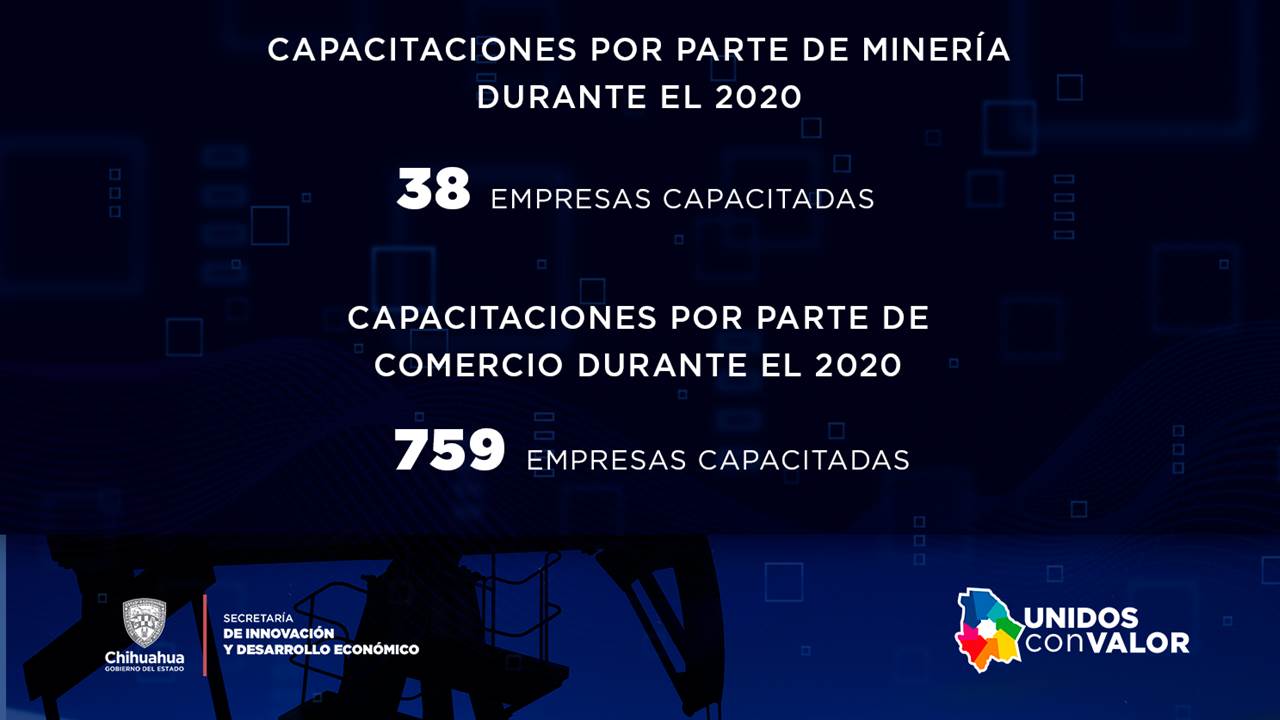 CAPACITACIONES POR PARTE DE MINERÍA
DURANTE EL 2020
38 EMPRESAS CAPACITADAS
CAPACITACIONES POR PARTE DE
COMERCIO DURANTE EL 2020
759 EMPRESAS CAPACITADAS
Chihuahua
GOBIERNO DEL ESTADO
SECRETARÍA
DE INNOVACIÓN
Y DESARROLLO ECONÓMICO
UNIDOS
conVALOR